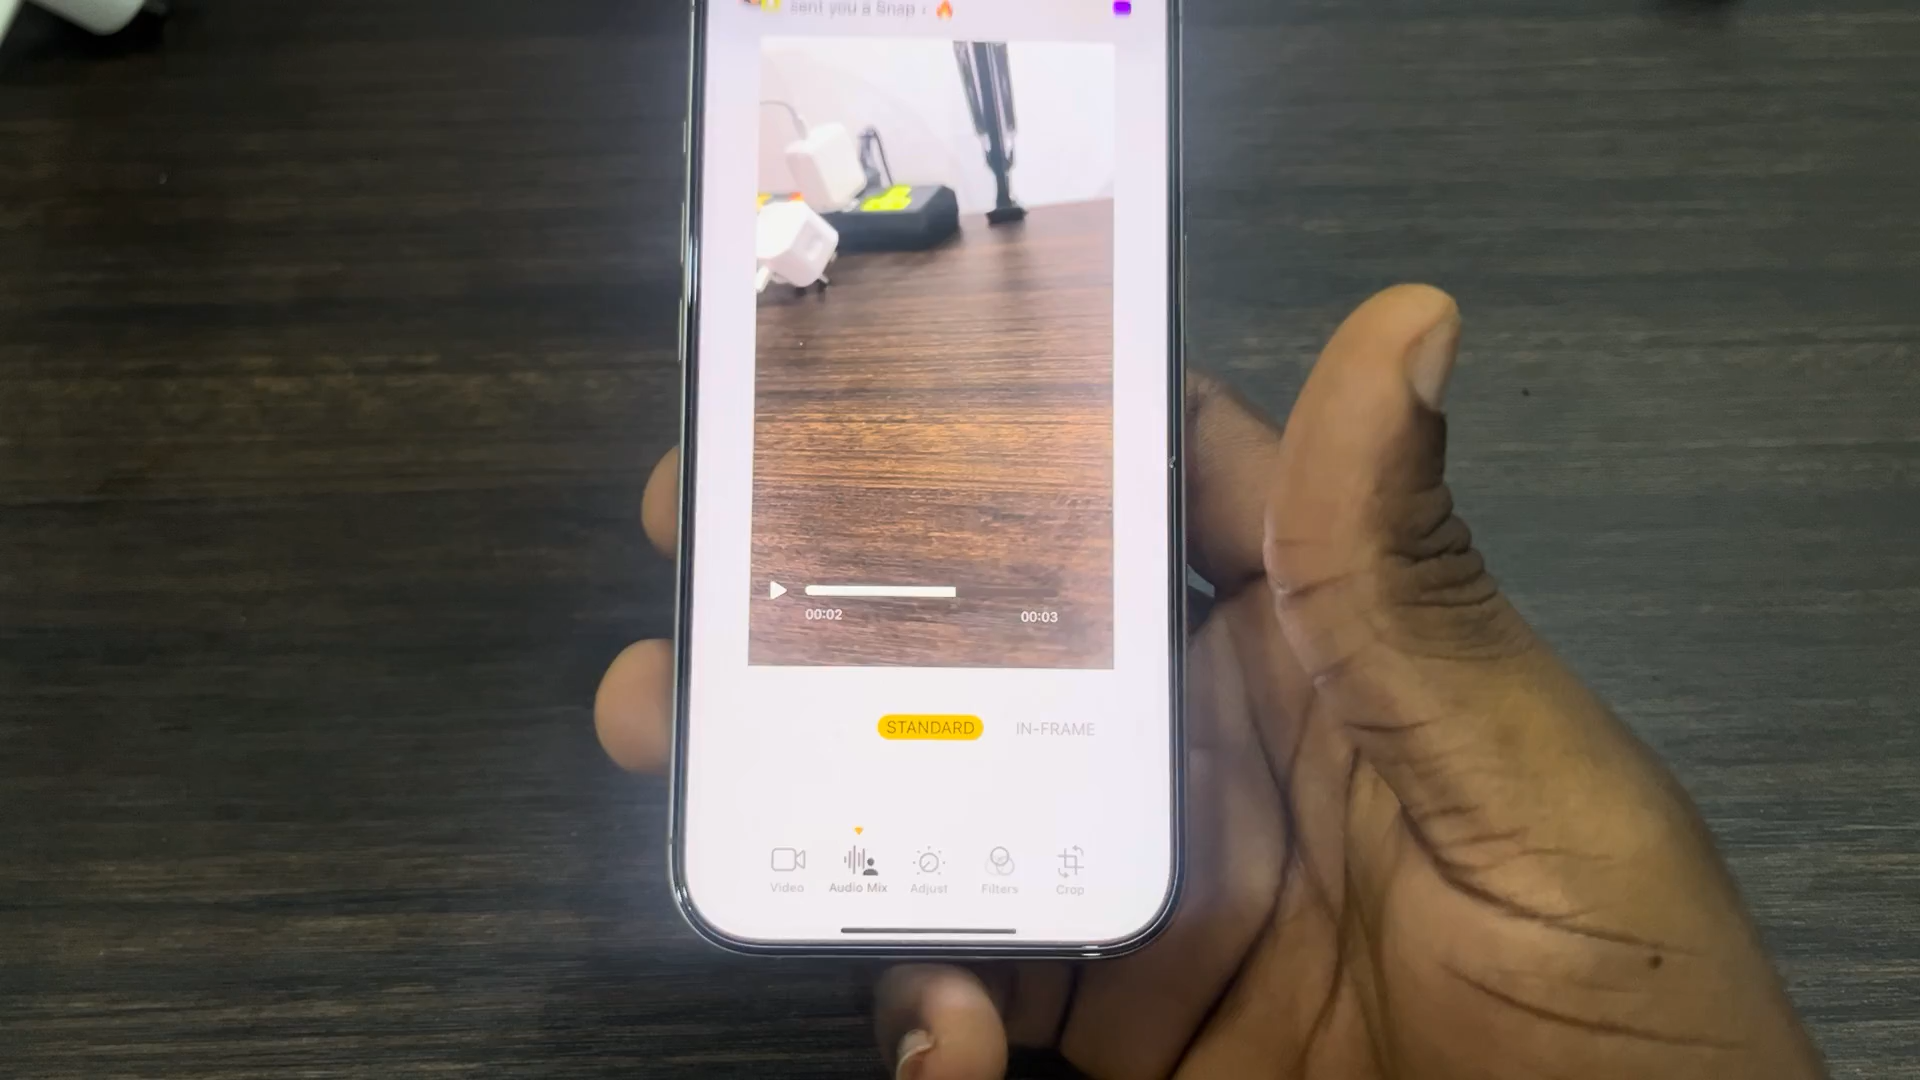 sent you a Snap
00:02 00:03
STANDARD IN-FRAME
Video Audio Mix Adjust Filters Crop